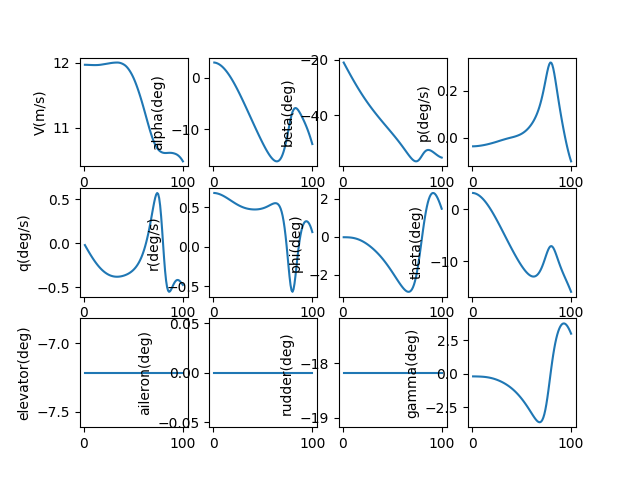 V(m/s) 12 11 0 100
alpha(deg) 0 −10 0 100
beta(deg) −20 −40 0 100
p(deg/s) 0.2 0.0 0 100
q(deg/s) 0.5 0.0 −0.5 0 100
r(deg/s) 0.5 0.0 −0.5 0 100
phi(deg) 2 0 −2 0 100
theta(deg) 0 −10 0 100
elevator(deg) −7.0 −7.5 0 100
aileron(deg) 0.05 0.00 −0.05 0 100
rudder(deg) −18 −19 0 100
gamma(deg) 2.5 0.0 −2.5 0 100